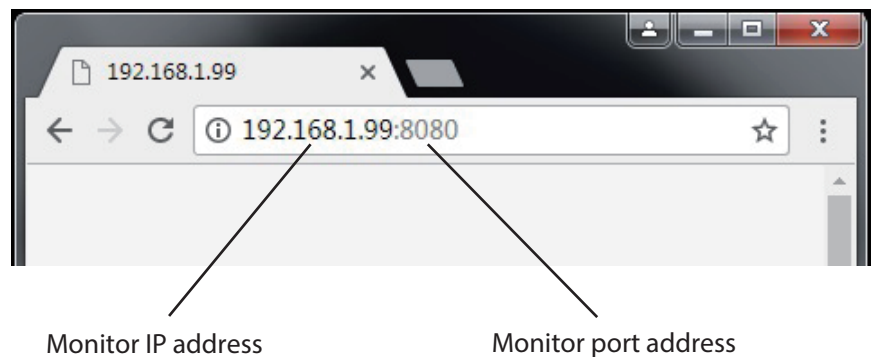 192.168.1.99
192.168.1.99:8080
Monitor IP address
Monitor port address